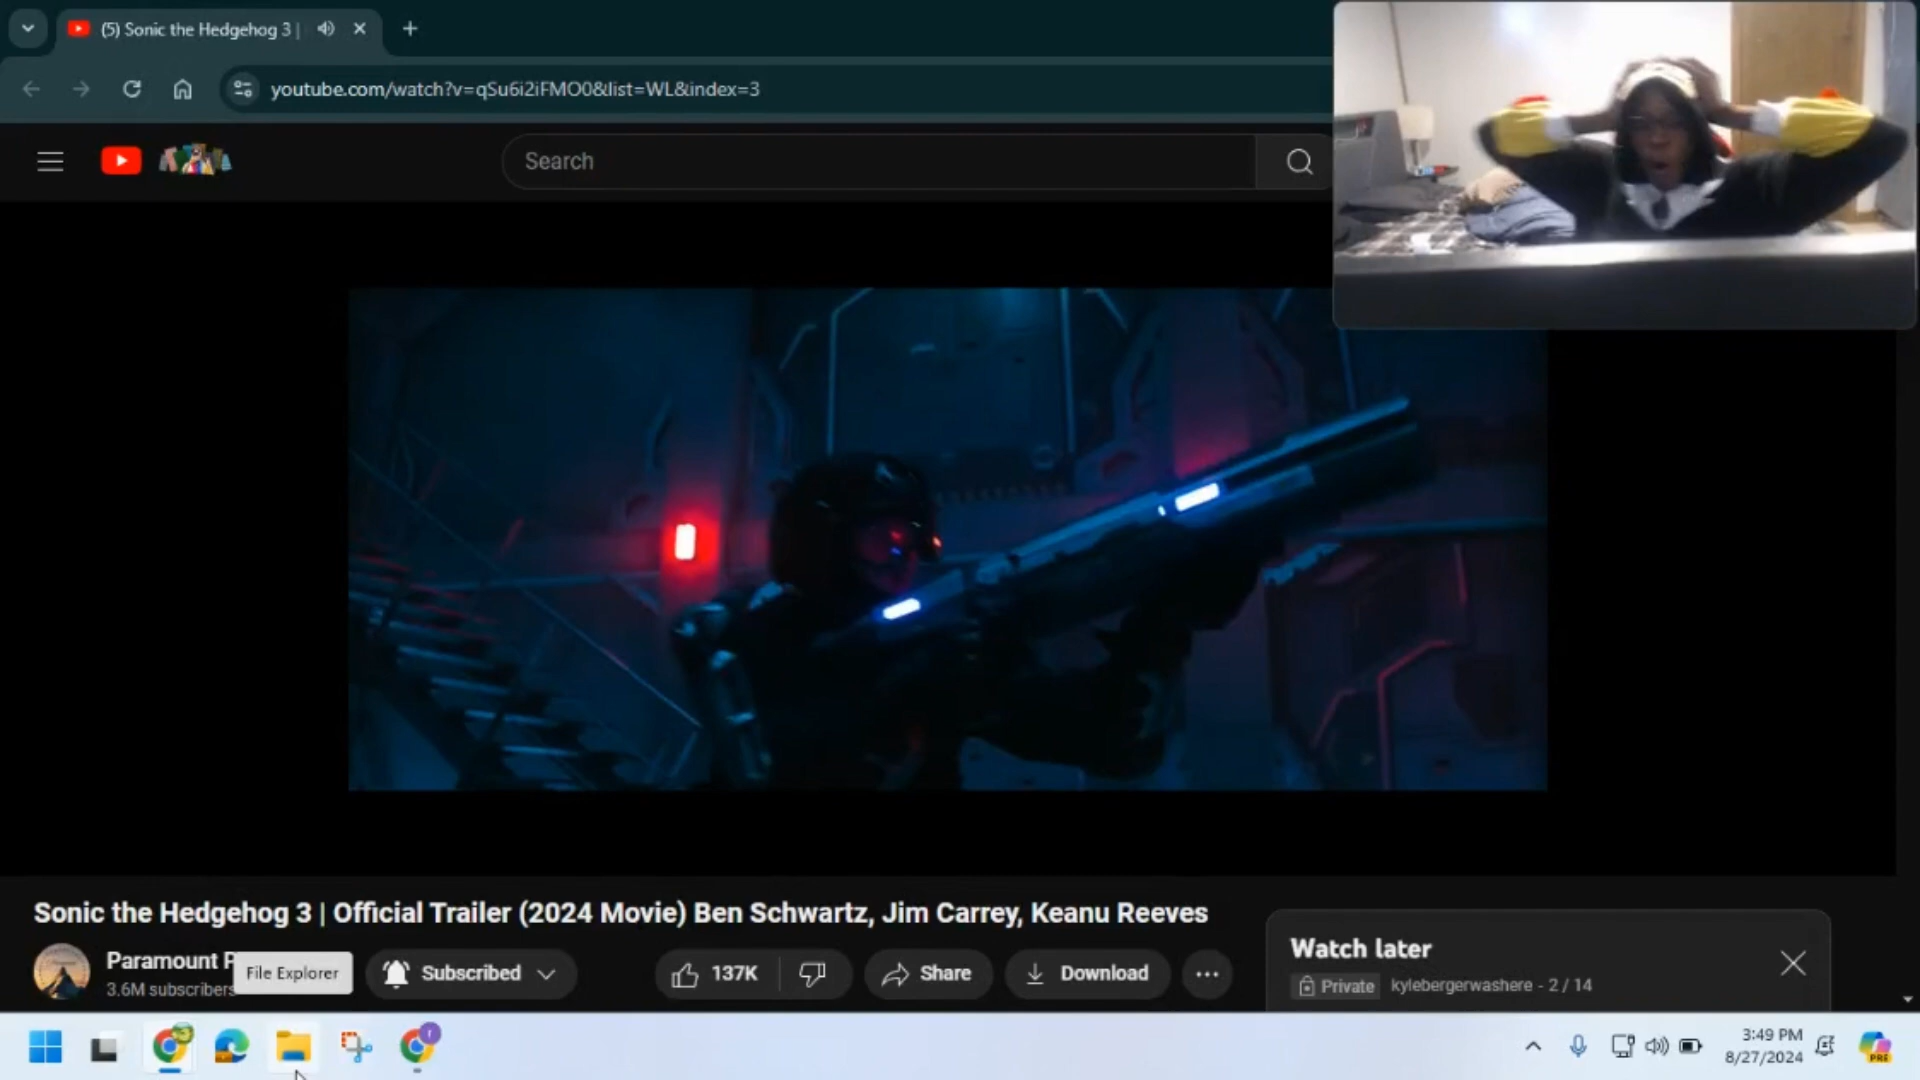 (5) Sonic the Hedgehog 3 |
youtube.com/watch?v=qSu6i2iFMO0&list=WL&index=3
Search
Sonic the Hedgehog 3 | Official Trailer (2024 Movie) Ben Schwartz, Jim Carrey, Keanu Reeves
Paramount P
3.6M subscribers
File Explorer
Subscribed
137K
Share
Download
Watch later
Private
kylebergerwashere - 2 / 14
3:49 PM
8/27/2024
PRE